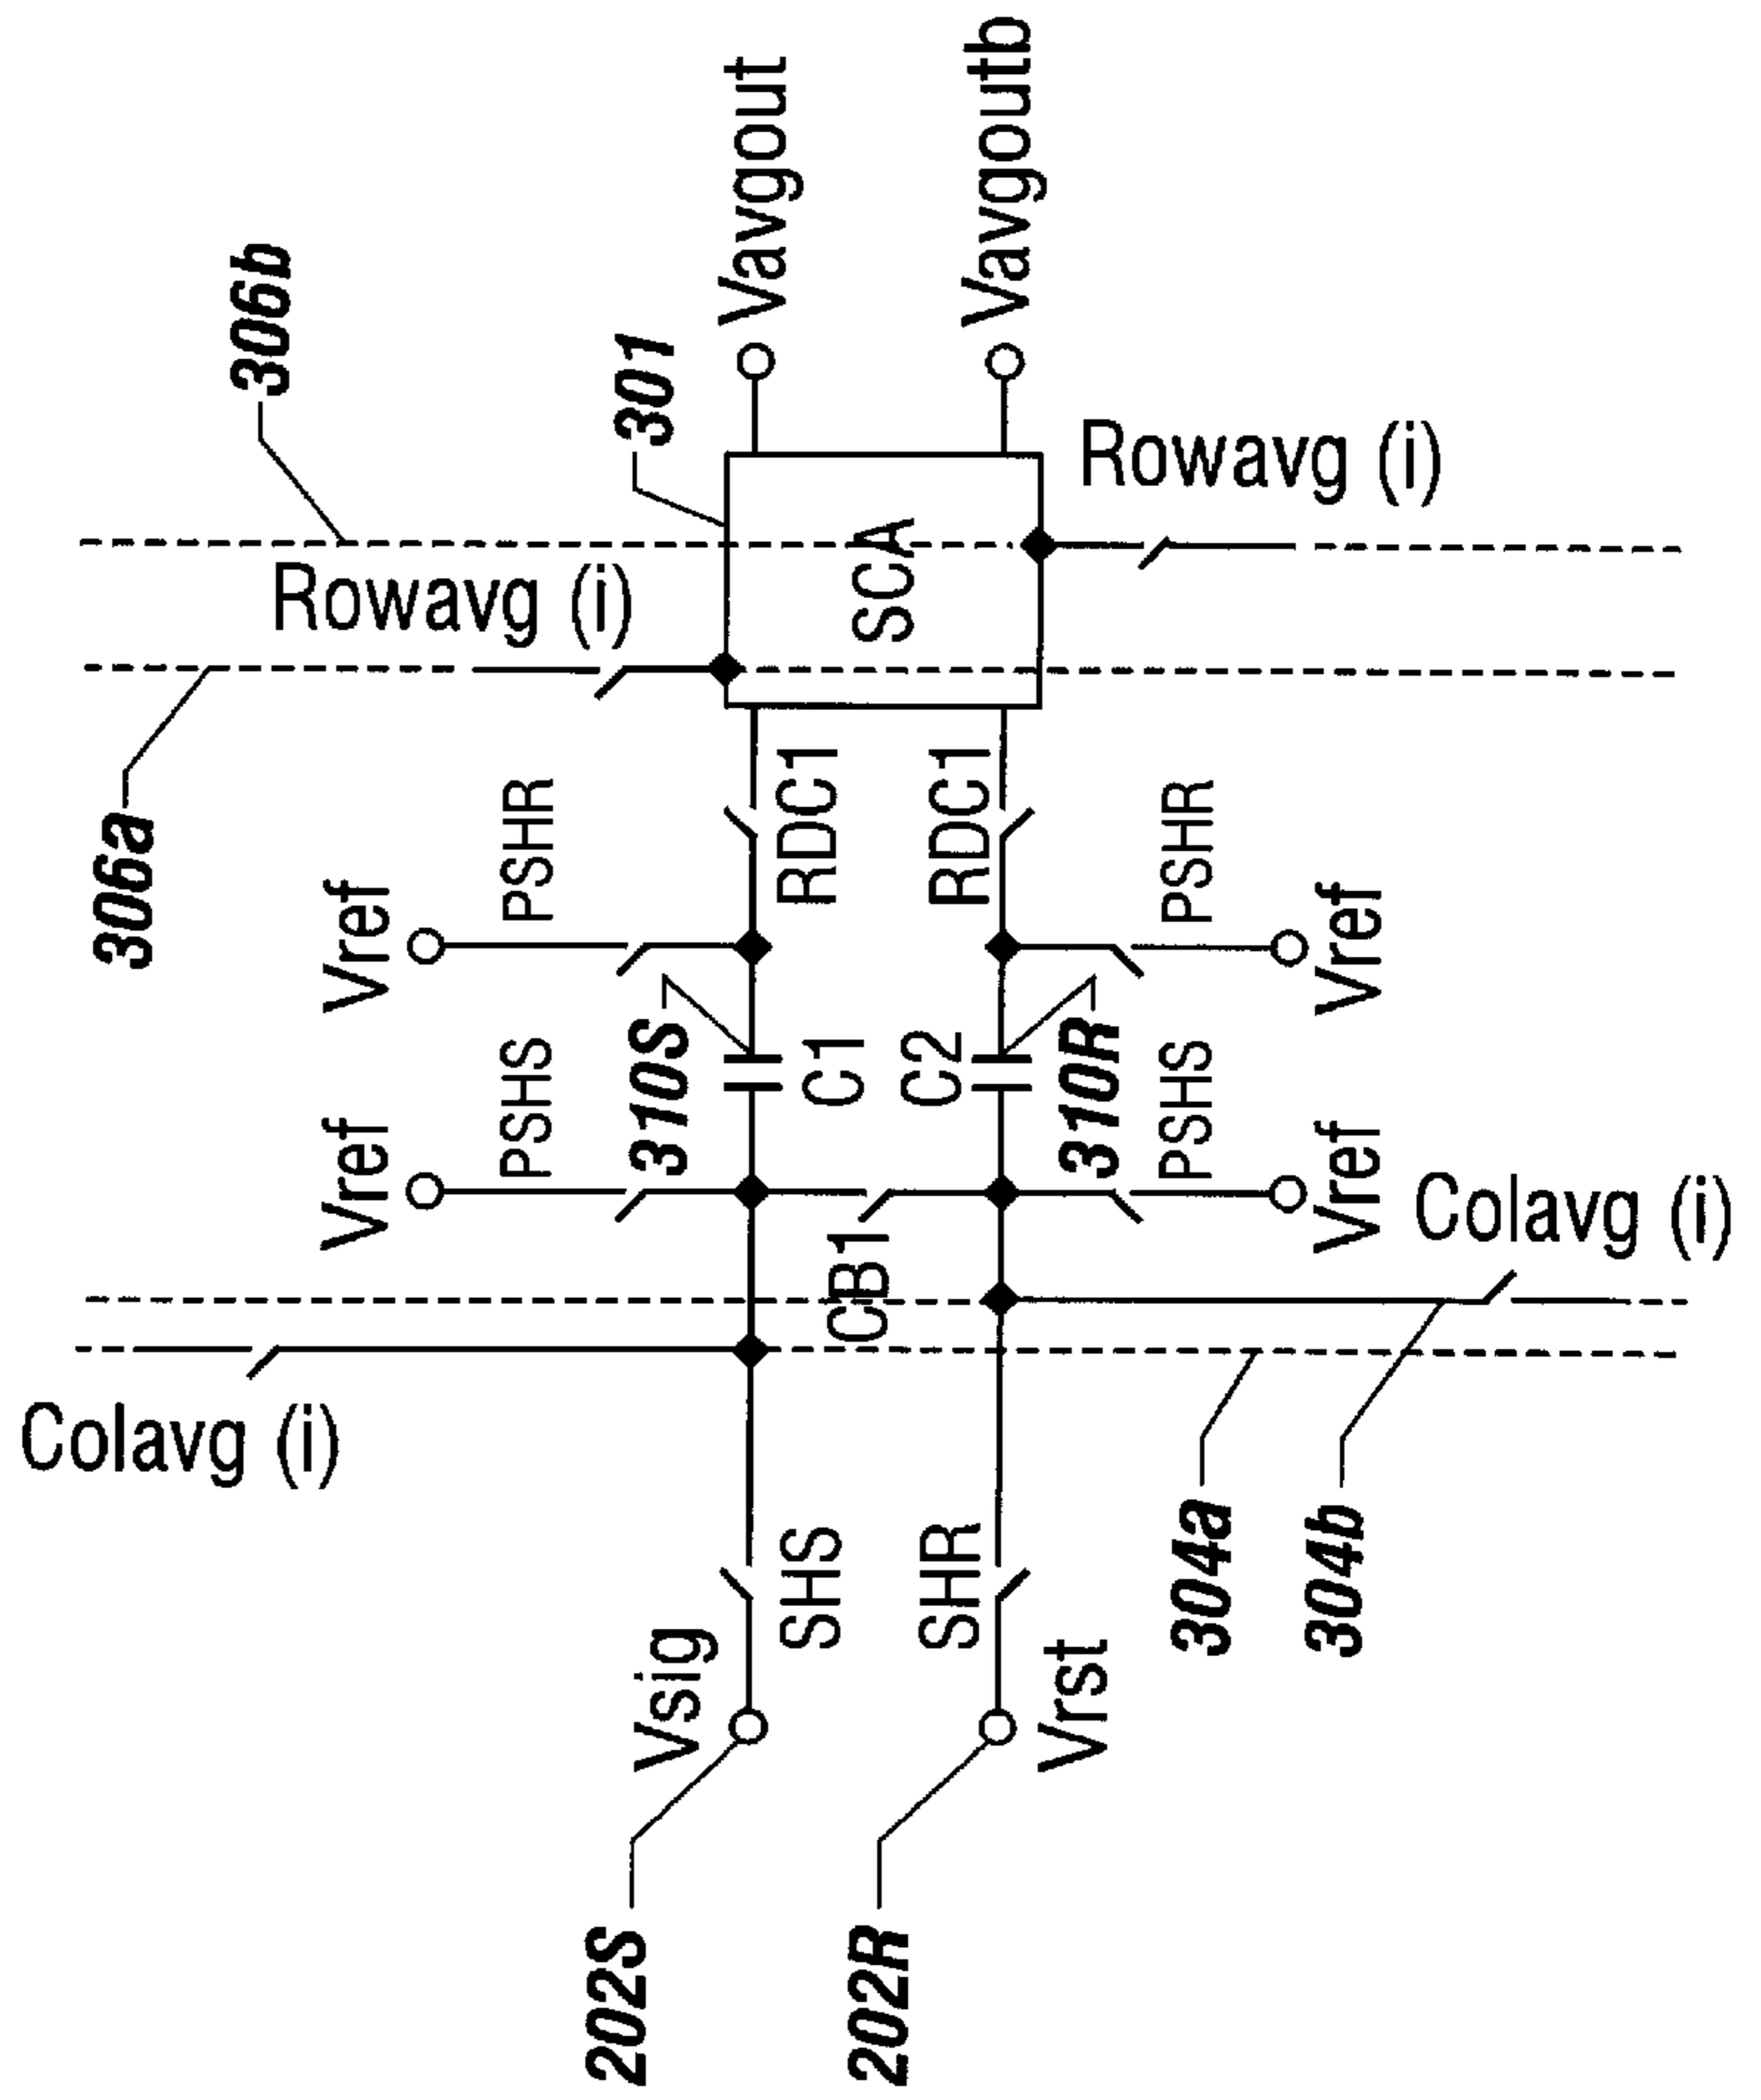 Vavgout
Vavgoutb
306b
301
Rowavg (i)
SCA
Rowavg (i)
306a
RDC1
RDC1
PSHR
PSHR
Vref
Vref
310S
C1
C2
310R
PSHS
PSHS
Vref
Vref
Colavg (i)
CB1
Colavg (i)
304a
304b
SHS
SHR
Vsig
Vrst
202S
202R